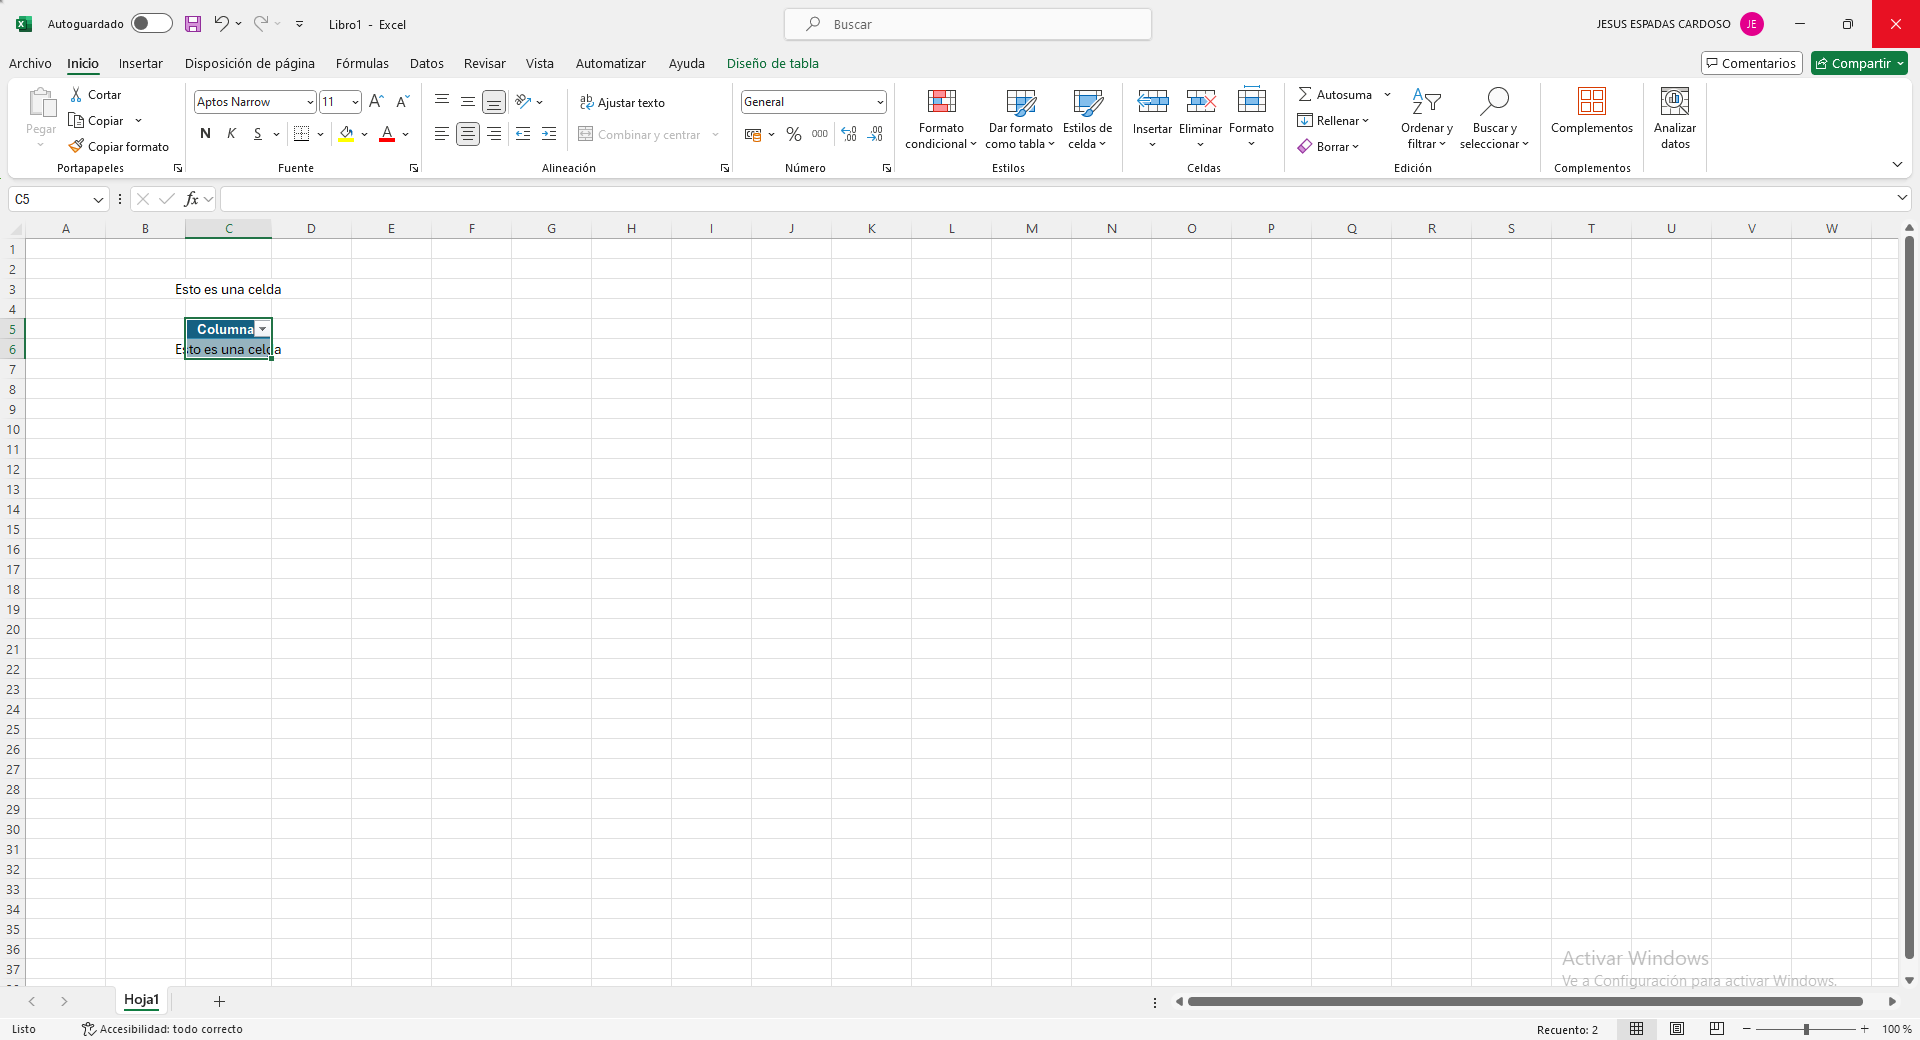 Autoguardado
Libro1 - Excel
Buscar
JESUS ESPADAS CARDOSO
JE
Archivo Inicio Insertar Disposición de página Fórmulas Datos Revisar Vista Automatizar Ayuda Diseño de tabla
Comentarios
Compartir
Pegar
Cortar
Copiar
Copiar formato
Portapapeles
Aptos Narrow 11
N K S
Fuente
Ajustar texto
Combinar y centrar
Alineación
General
% 000
Número
Formato condicional
Dar formato como tabla
Estilos de celda
Estilos
Insertar
Eliminar
Formato
Celdas
Autosuma
Rellenar
Borrar
Ordenar y filtrar
Buscar y seleccionar
Edición
Complementos
Complementos
Analizar datos
C5
fx
A B C D E F G H I J K L M N O P Q R S T U V W
1
2
3 Esto es una celda
4
5 Columna
6 Esto es una celda
7
8
9
10
11
12
13
14
15
16
17
18
19
20
21
22
23
24
25
26
27
28
29
30
31
32
33
34
35
36
37
Activar Windows
Ve a Configuración para activar Windows.
Hoja1
Listo
Accesibilidad: todo correcto
Recuento: 2
100 %